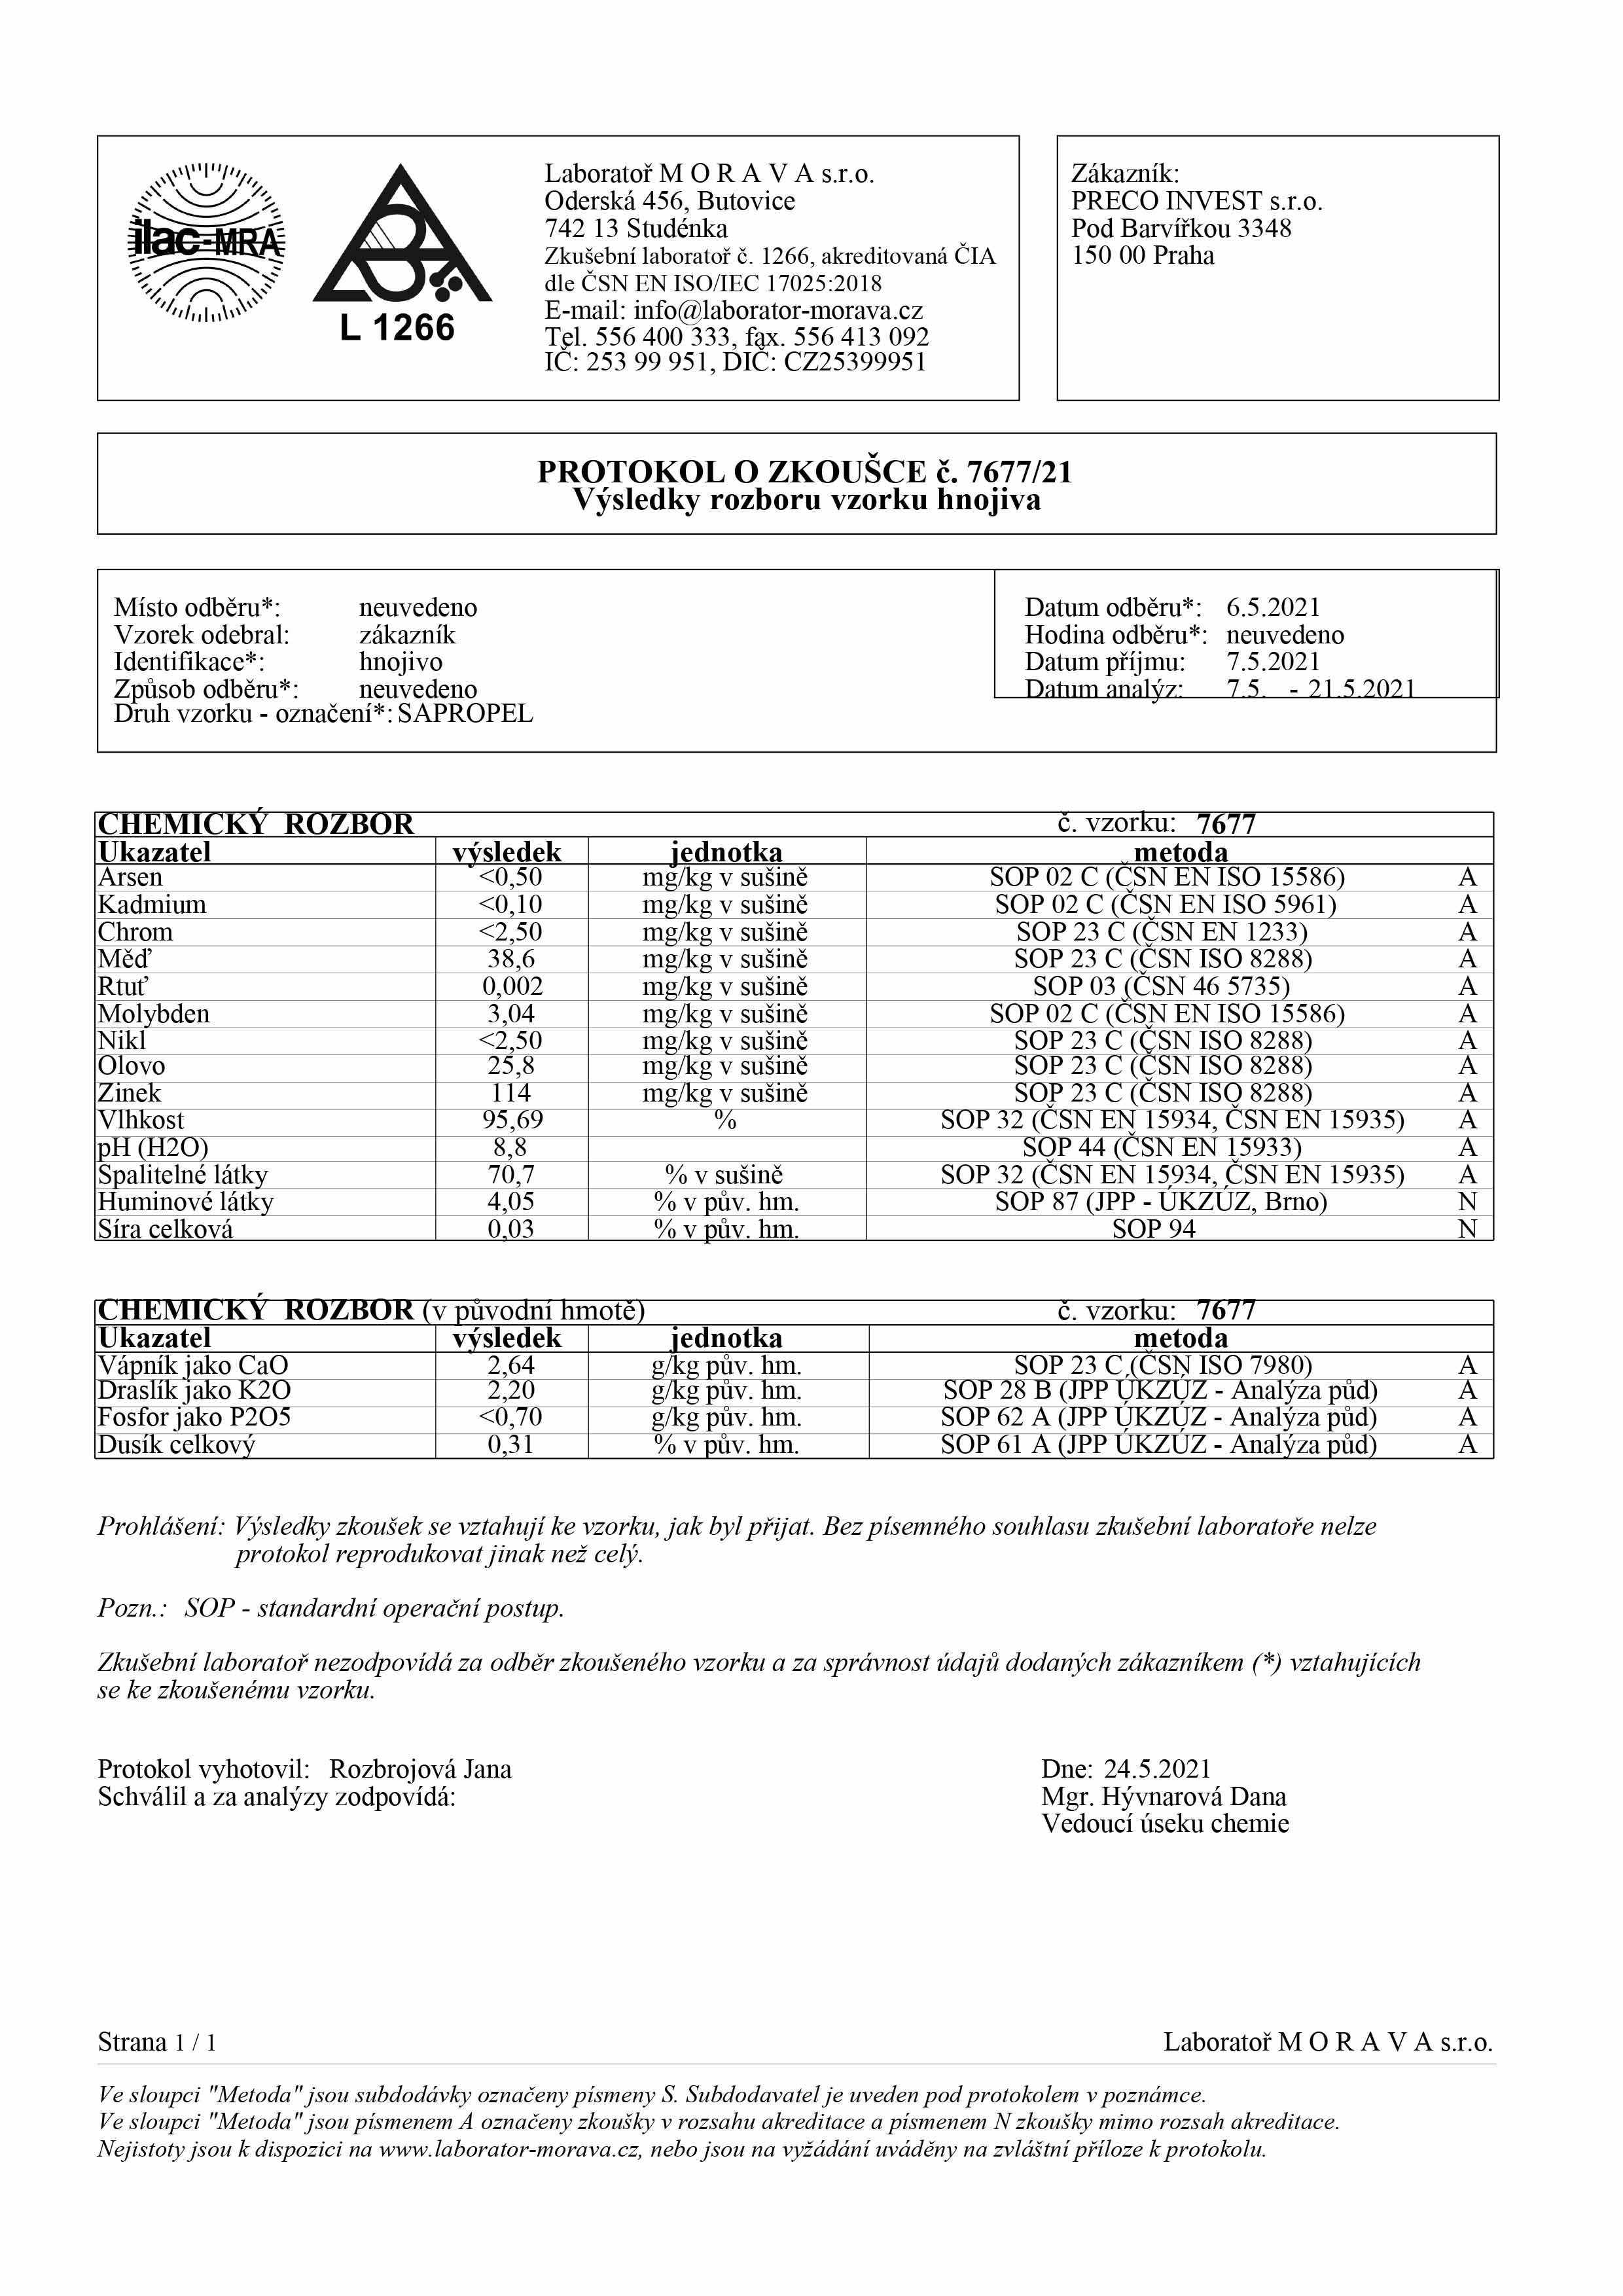 ilac-MRA
L 1266
Laboratoř M O R A V A s.r.o.
Oderská 456, Butovice
742 13 Studénka
Zkušební laboratoř č. 1266, akreditovaná ČIA
dle ČSN EN ISO/IEC 17025:2018
E-mail: info@laborator-morava.cz
Tel. 556 400 333, fax. 556 413 092
IČ: 253 99 951, DIČ: CZ25399951
Zákazník:
PRECO INVEST s.r.o.
Pod Barvířkou 3348
150 00 Praha
PROTOKOL O ZKOUŠCE č. 7677/21
Výsledky rozboru vzorku hnojiva
Místo odběru*: neuvedeno
Vzorek odebral: zákazník
Identifikace*: hnojivo
Způsob odběru*: neuvedeno
Druh vzorku - označení*: SAPROPEL
Datum odběru*: 6.5.2021
Hodina odběru*: neuvedeno
Datum příjmu: 7.5.2021
Datum analýz: 7.5. - 21.5.2021
CHEMICKÝ ROZBOR č. vzorku: 7677
Ukazatel výsledek jednotka metoda
Arsen <0,50 mg/kg v sušině SOP 02 C (ČSN EN ISO 15586) A
Kadmium <0,10 mg/kg v sušině SOP 02 C (ČSN EN ISO 5961) A
Chrom <2,50 mg/kg v sušině SOP 23 C (ČSN EN 1233) A
Měď 38,6 mg/kg v sušině SOP 23 C (ČSN ISO 8288) A
Rtuť 0,002 mg/kg v sušině SOP 03 (ČSN 46 5735) A
Molybden 3,04 mg/kg v sušině SOP 02 C (ČSN EN ISO 15586) A
Nikl <2,50 mg/kg v sušině SOP 23 C (ČSN ISO 8288) A
Olovo 25,8 mg/kg v sušině SOP 23 C (ČSN ISO 8288) A
Zinek 114 mg/kg v sušině SOP 23 C (ČSN ISO 8288) A
Vlhkost 95,69 % SOP 32 (ČSN EN 15934, ČSN EN 15935) A
pH (H2O) 8,8 SOP 44 (ČSN EN 15933) A
Spalitelné látky 70,7 % v sušině SOP 32 (ČSN EN 15934, ČSN EN 15935) A
Huminové látky 4,05 % v pův. hm. SOP 87 (JPP - ÚKZÚZ, Brno) N
Síra celková 0,03 % v pův. hm. SOP 94 N
CHEMICKÝ ROZBOR (v původní hmotě) č. vzorku: 7677
Ukazatel výsledek jednotka metoda
Vápník jako CaO 2,64 g/kg pův. hm. SOP 23 C (ČSN ISO 7980) A
Draslík jako K2O 2,20 g/kg pův. hm. SOP 28 B (JPP ÚKZÚZ - Analýza půd) A
Fosfor jako P2O5 <0,70 g/kg pův. hm. SOP 62 A (JPP ÚKZÚZ - Analýza půd) A
Dusík celkový 0,31 % v pův. hm. SOP 61 A (JPP ÚKZÚZ - Analýza půd) A
Prohlášení: Výsledky zkoušek se vztahují ke vzorku, jak byl přijat. Bez písemného souhlasu zkušební laboratoře nelze
protokol reprodukovat jinak než celý.
Pozn.: SOP - standardní operační postup.
Zkušební laboratoř nezodpovídá za odběr zkoušeného vzorku a za správnost údajů dodaných zákazníkem (*) vztahujících
se ke zkoušenému vzorku.
Protokol vyhotovil: Rozbrojová Jana
Schválil a za analýzy zodpovídá:
Dne: 24.5.2021
Mgr. Hývnarová Dana
Vedoucí úseku chemie
Strana 1 / 1 Laboratoř M O R A V A s.r.o.
Ve sloupci "Metoda" jsou subdodávky označeny písmeny S. Subdodavatel je uveden pod protokolem v poznámce.
Ve sloupci "Metoda" jsou písmenem A označeny zkoušky v rozsahu akreditace a písmenem N zkoušky mimo rozsah akreditace.
Nejistoty jsou k dispozici na www.laborator-morava.cz, nebo jsou na vyžádání uváděny na zvláštní příloze k protokolu.